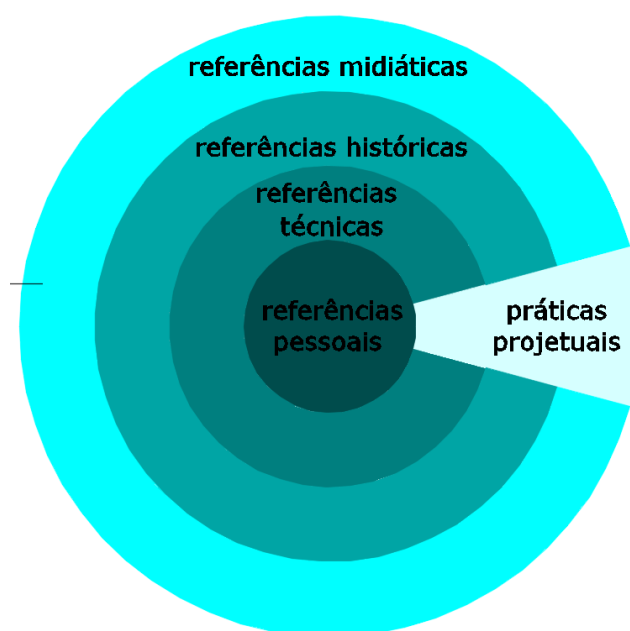 referências midiáticas
referências históricas
referências
técnicas
referências
pessoais
práticas
projetuais